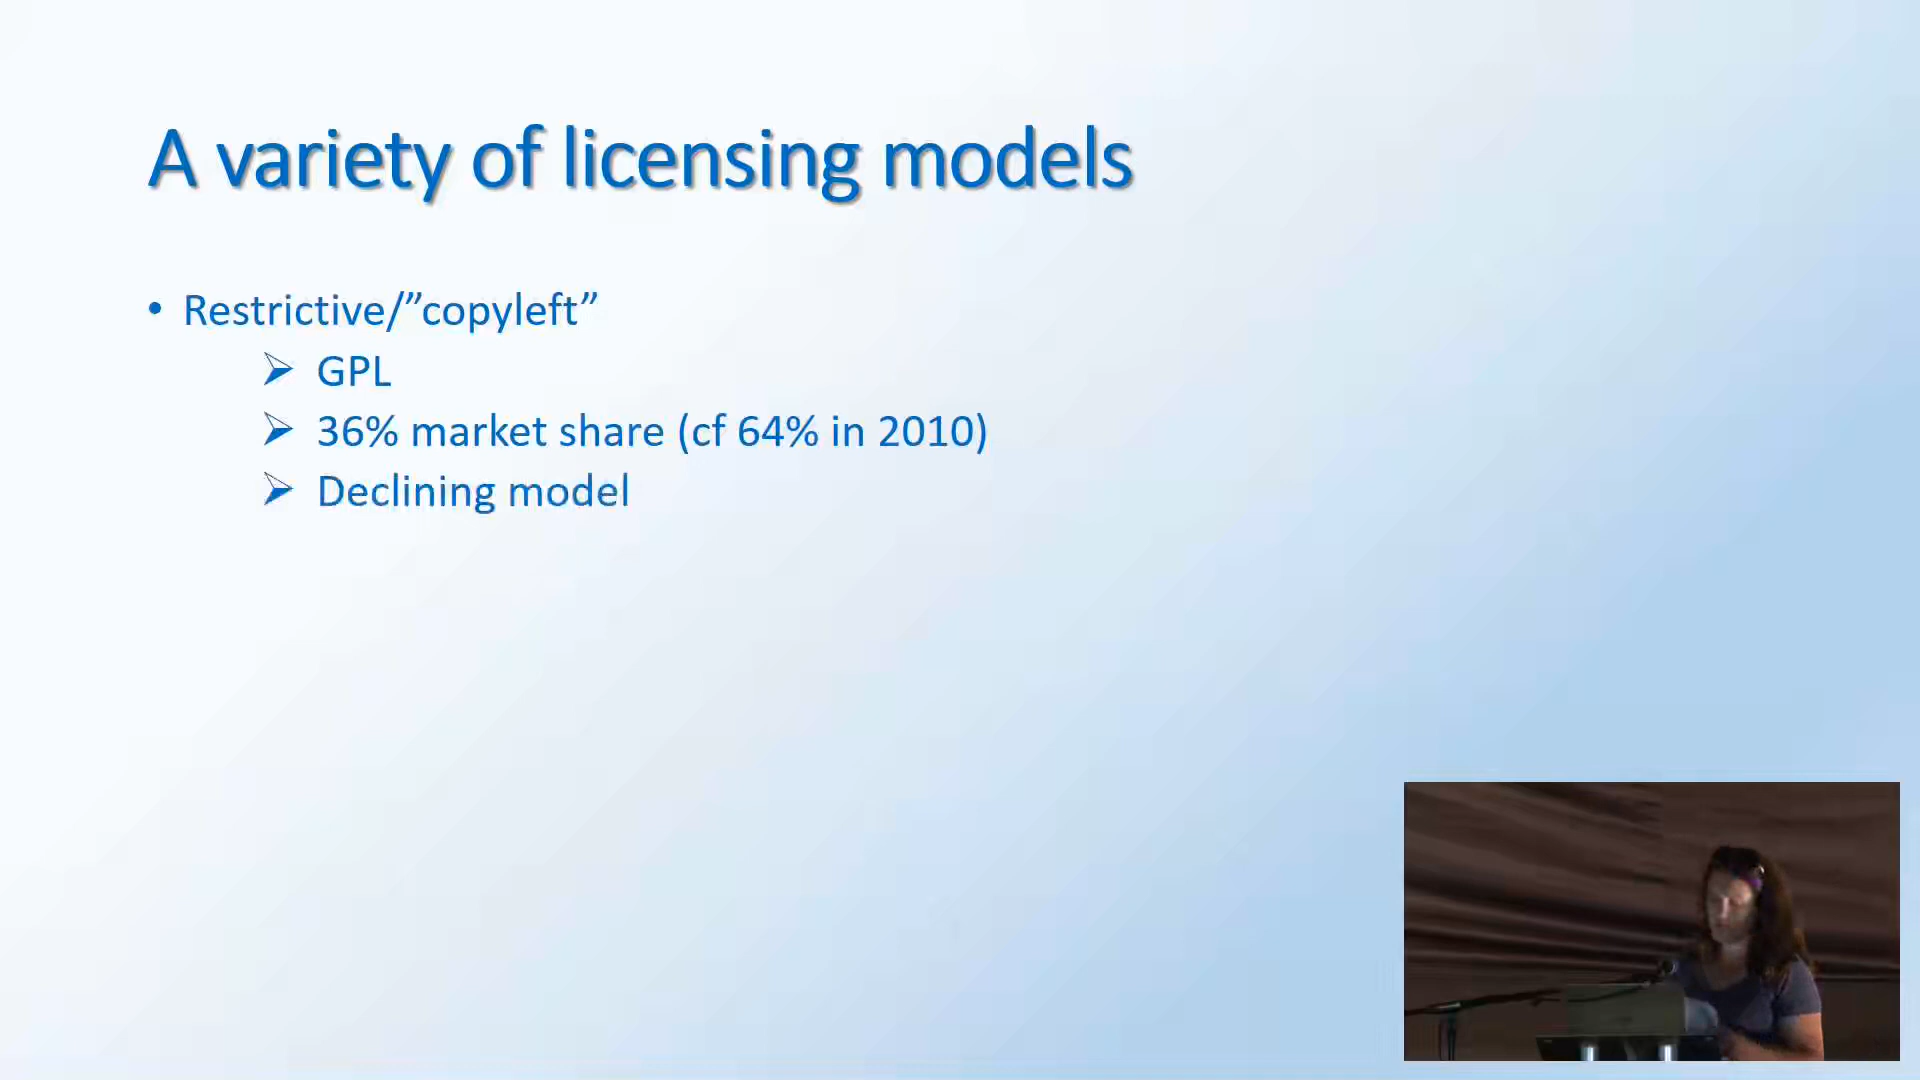 A variety of licensing models
• Restrictive/”copyleft”
➢ GPL
➢ 36% market share (cf 64% in 2010)
➢ Declining model